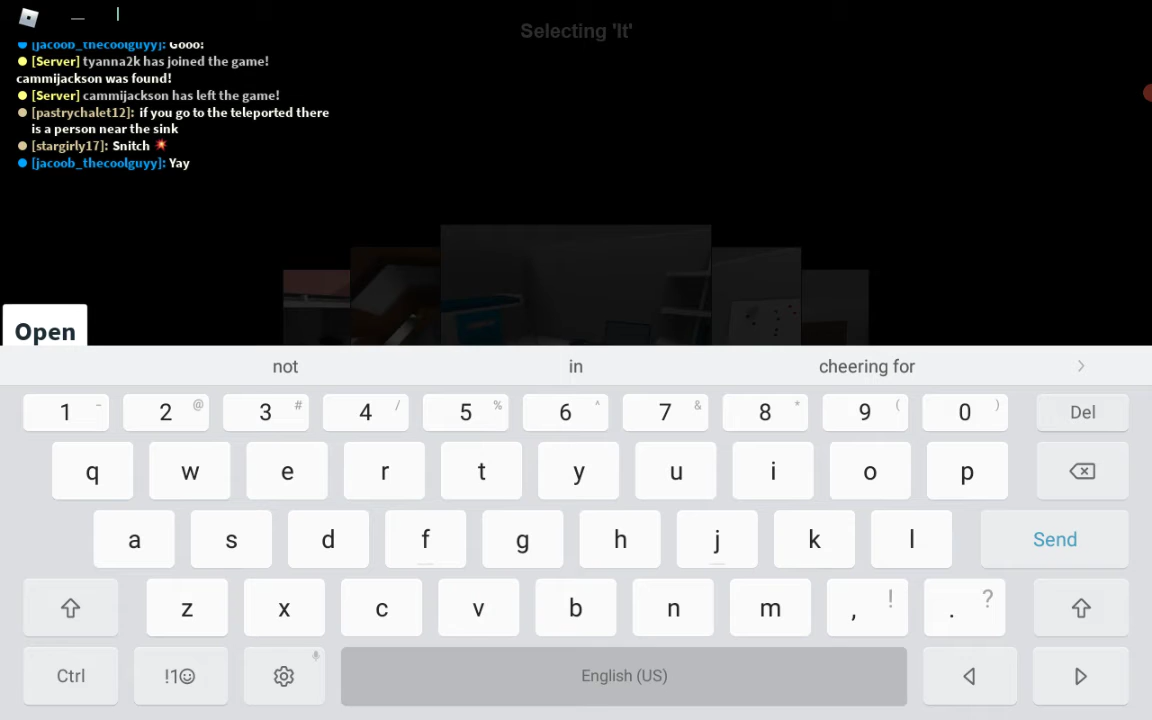 Selecting 'It'
[jacoob_thecoolguyy]: Gooo!
[Server] tyanna2k has joined the game!
cammijackson was found!
[Server] cammijackson has left the game!
[pastrychalet12]: if you go to the teleported there
is a person near the sink
[stargirly17]: Snitch 💥
[jacoob_thecoolguyy]: Yay
Open
not in cheering for >
1 - 2 @ 3 # 4 / 5 % 6 ^ 7 & 8 * 9 ( 0 ) Del
q w e r t y u i o p
a s d f g h j k l Send
z x c v b n m , ! . ?
Ctrl !1☺ English (US)